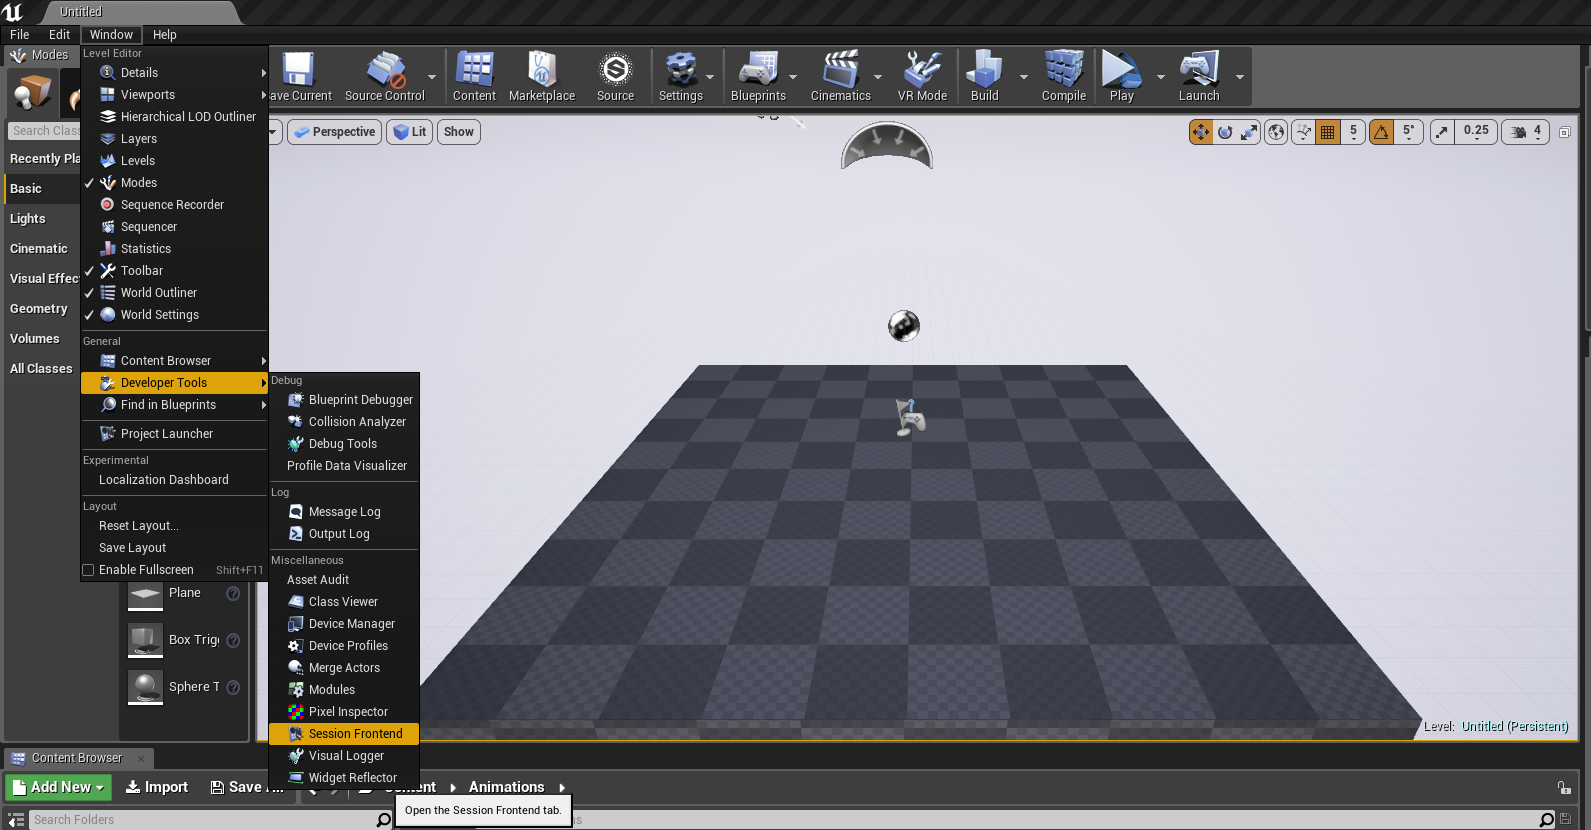 Untitled
File Edit Window Help
Modes
Level Editor
Details
Viewports
Hierarchical LOD Outliner
Layers
Levels
Modes
Sequence Recorder
Sequencer
Statistics
Toolbar
World Outliner
World Settings
General
Content Browser
Developer Tools
Find in Blueprints
Project Launcher
Experimental
Localization Dashboard
Layout
Reset Layout...
Save Layout
Enable Fullscreen Shift+F11
Debug
Blueprint Debugger
Collision Analyzer
Debug Tools
Profile Data Visualizer
Log
Message Log
Output Log
Miscellaneous
Asset Audit
Class Viewer
Device Manager
Device Profiles
Merge Actors
Modules
Pixel Inspector
Session Frontend
Visual Logger
Widget Reflector
Open the Session Frontend tab.
ave Current Source Control Content Marketplace Source Settings Blueprints Cinematics VR Mode Build Compile Play Launch
Perspective Lit Show 5 5° 0.25 4
Search Clas
Recently Pla
Basic
Lights
Cinematic
Visual Effec
Geometry
Volumes
All Classes
Plane
Box Trig
Sphere T
Level: Untitled (Persistent)
Content Browser
Add New Import Save Content Animations
Search Folders